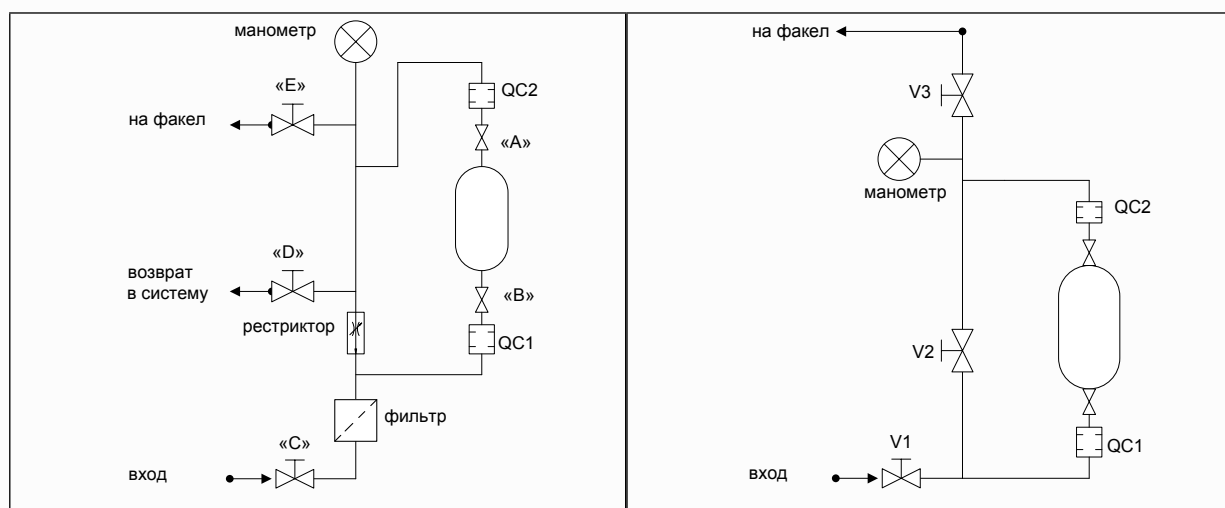 манометр
«E»
QC2
на факел
«A»
«D»
возврат
в систему
«B»
рестриктор
QC1
фильтр
«C»
вход
на факел
V3
манометр
QC2
V2
V1
QC1
вход